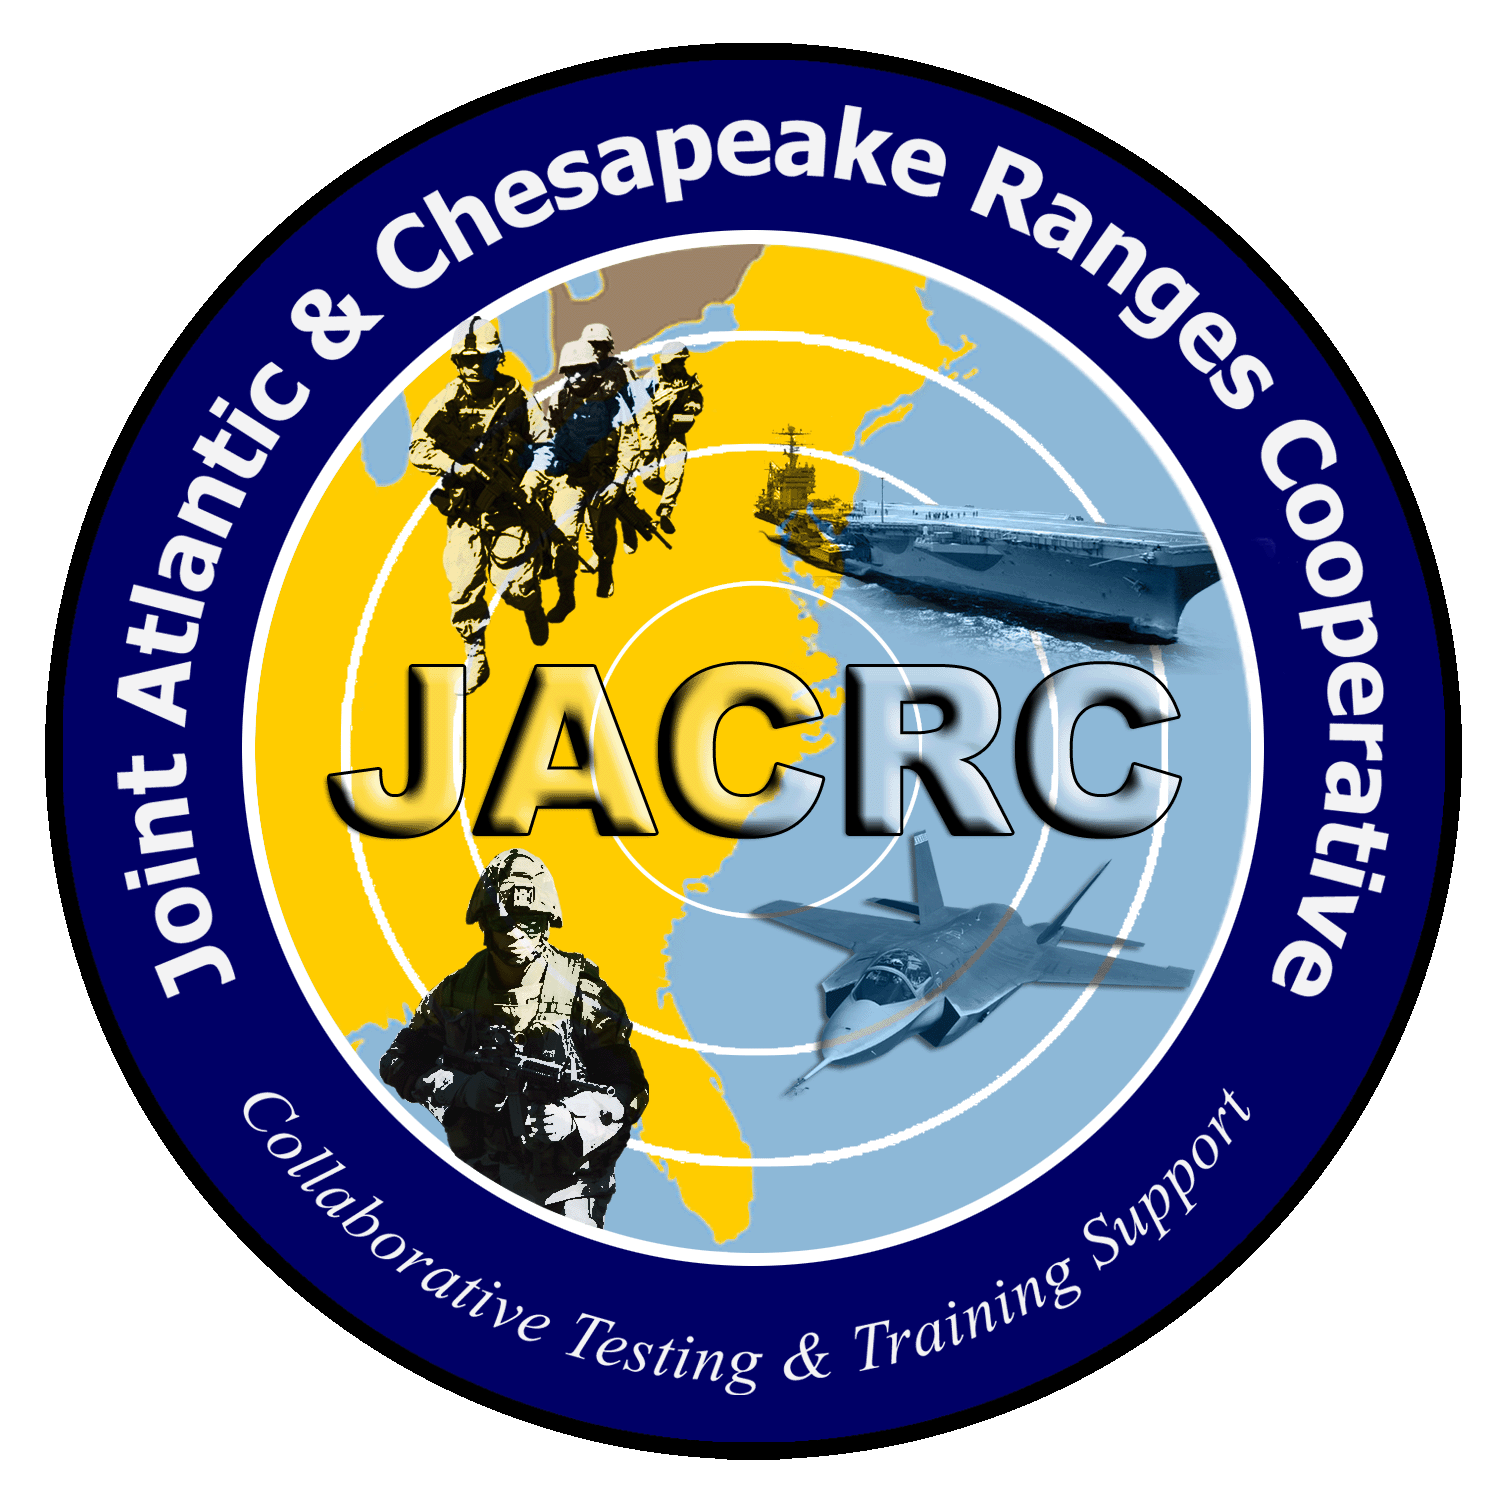 Joint Atlantic & Chesapeake Ranges Cooperative
JACRC
Collaborative Testing & Training Support